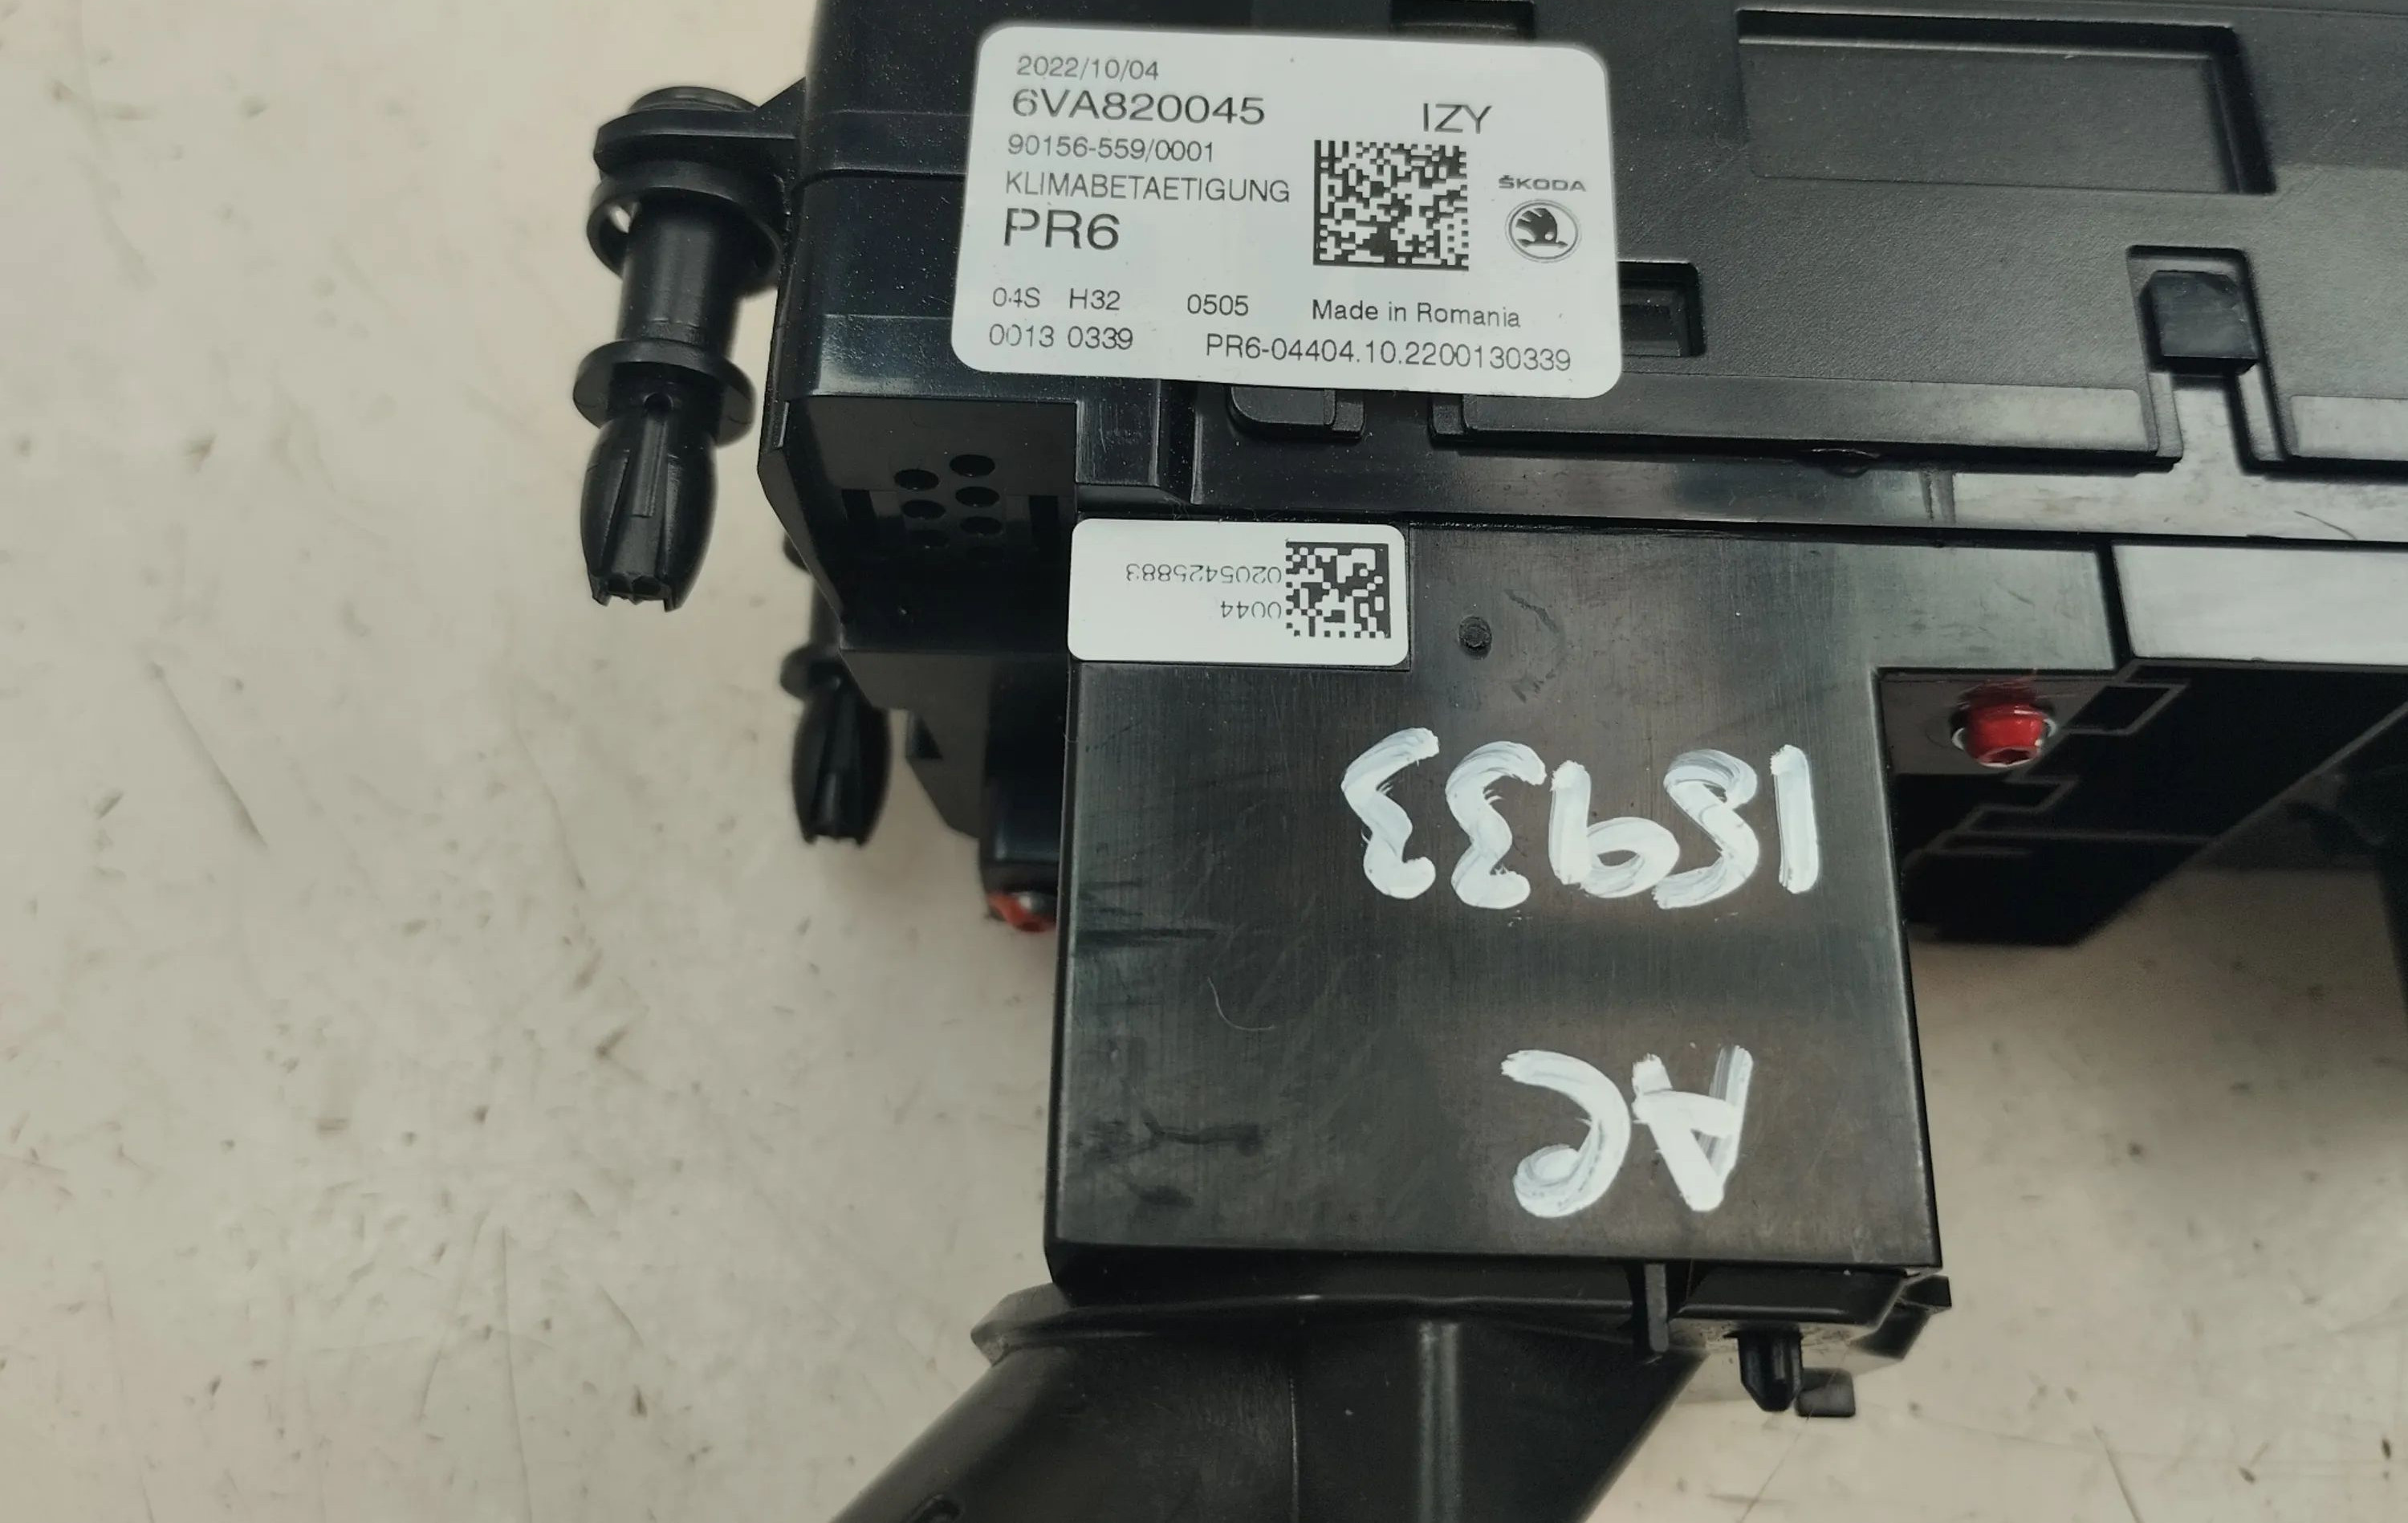 2022/10/04
6VA820045 IZY
90156-559/0001
KLIMABETAETIGUNG
ŠKODA
PR6
04S H32 0505 Made in Romania
0013 0339 PR6-04404.10.2200130339
0044
0205425883
AC
18933